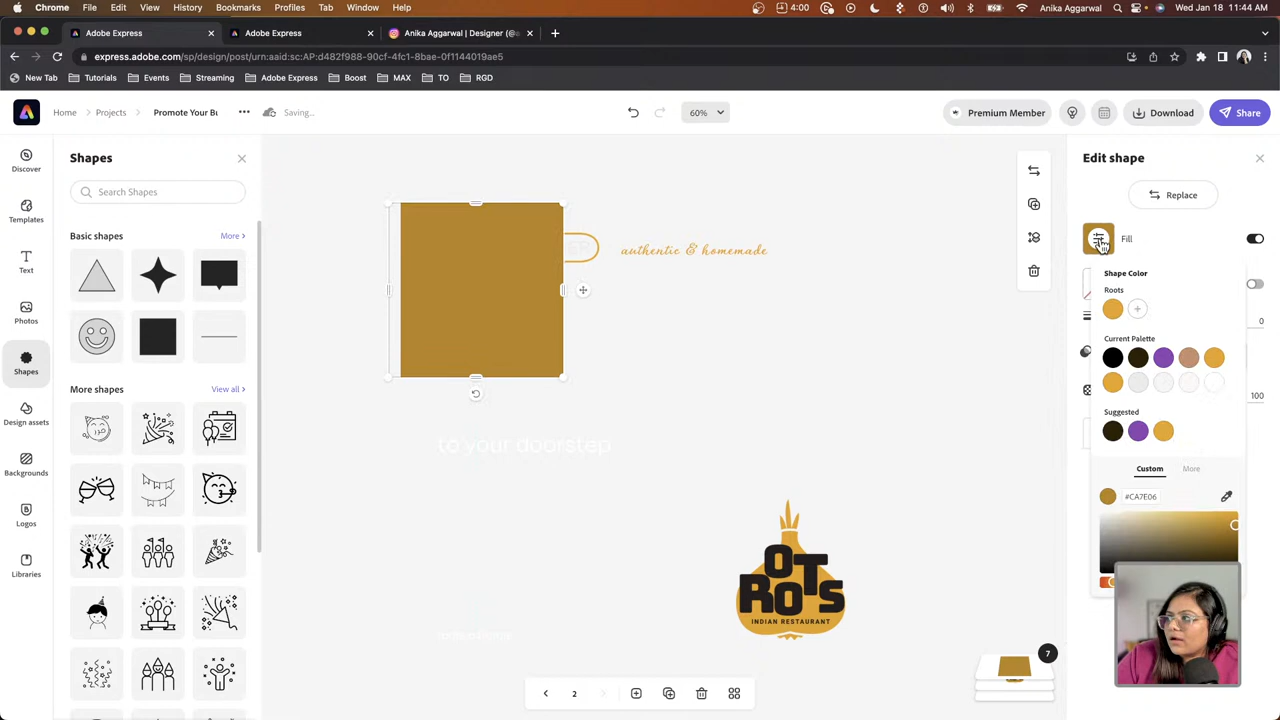 Chrome File Edit View History Bookmarks Profiles Tab Window Help
4:00
Anika Aggarwal
Wed Jan 18 11:44 AM
Adobe Express
Adobe Express
Anika Aggarwal | Designer (@
express.adobe.com/sp/design/post/urn:aaid:sc:AP:d482f988-90cf-4fc1-8bae-0f1144019ae5
New Tab Tutorials Events Streaming Adobe Express Boost MAX TO RGD
Home Projects Promote Your Bu ••• Saving...
60%
Premium Member Download Share
Discover
Templates
Text
Photos
Shapes
Design assets
Backgrounds
Logos
Libraries
Shapes
Search Shapes
Basic shapes More >
More shapes View all >
authentic & homemade
to your doorstep
ROOTS
INDIAN RESTAURANT
2
7
Edit shape
Replace
Fill
0
100
Shape Color
Roots
Current Palette
Suggested
Custom More
#CA7E06